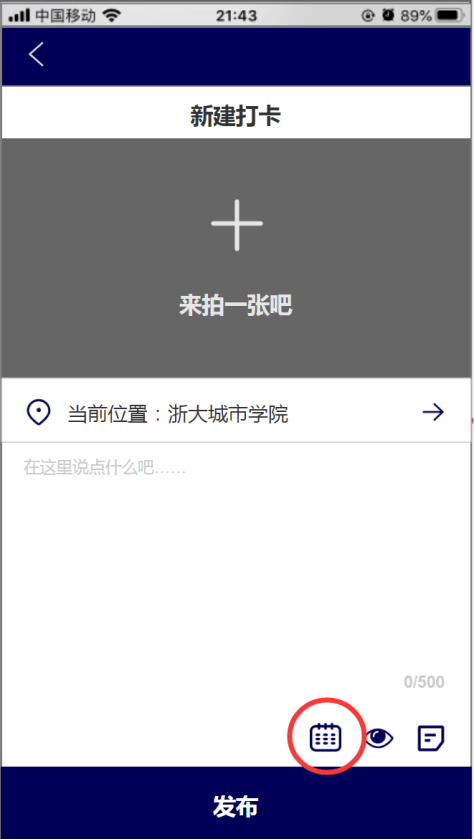 中国移动 21:43 89%
新建打卡
来拍一张吧
当前位置：浙大城市学院
在这里说点什么吧……
0/500
发布